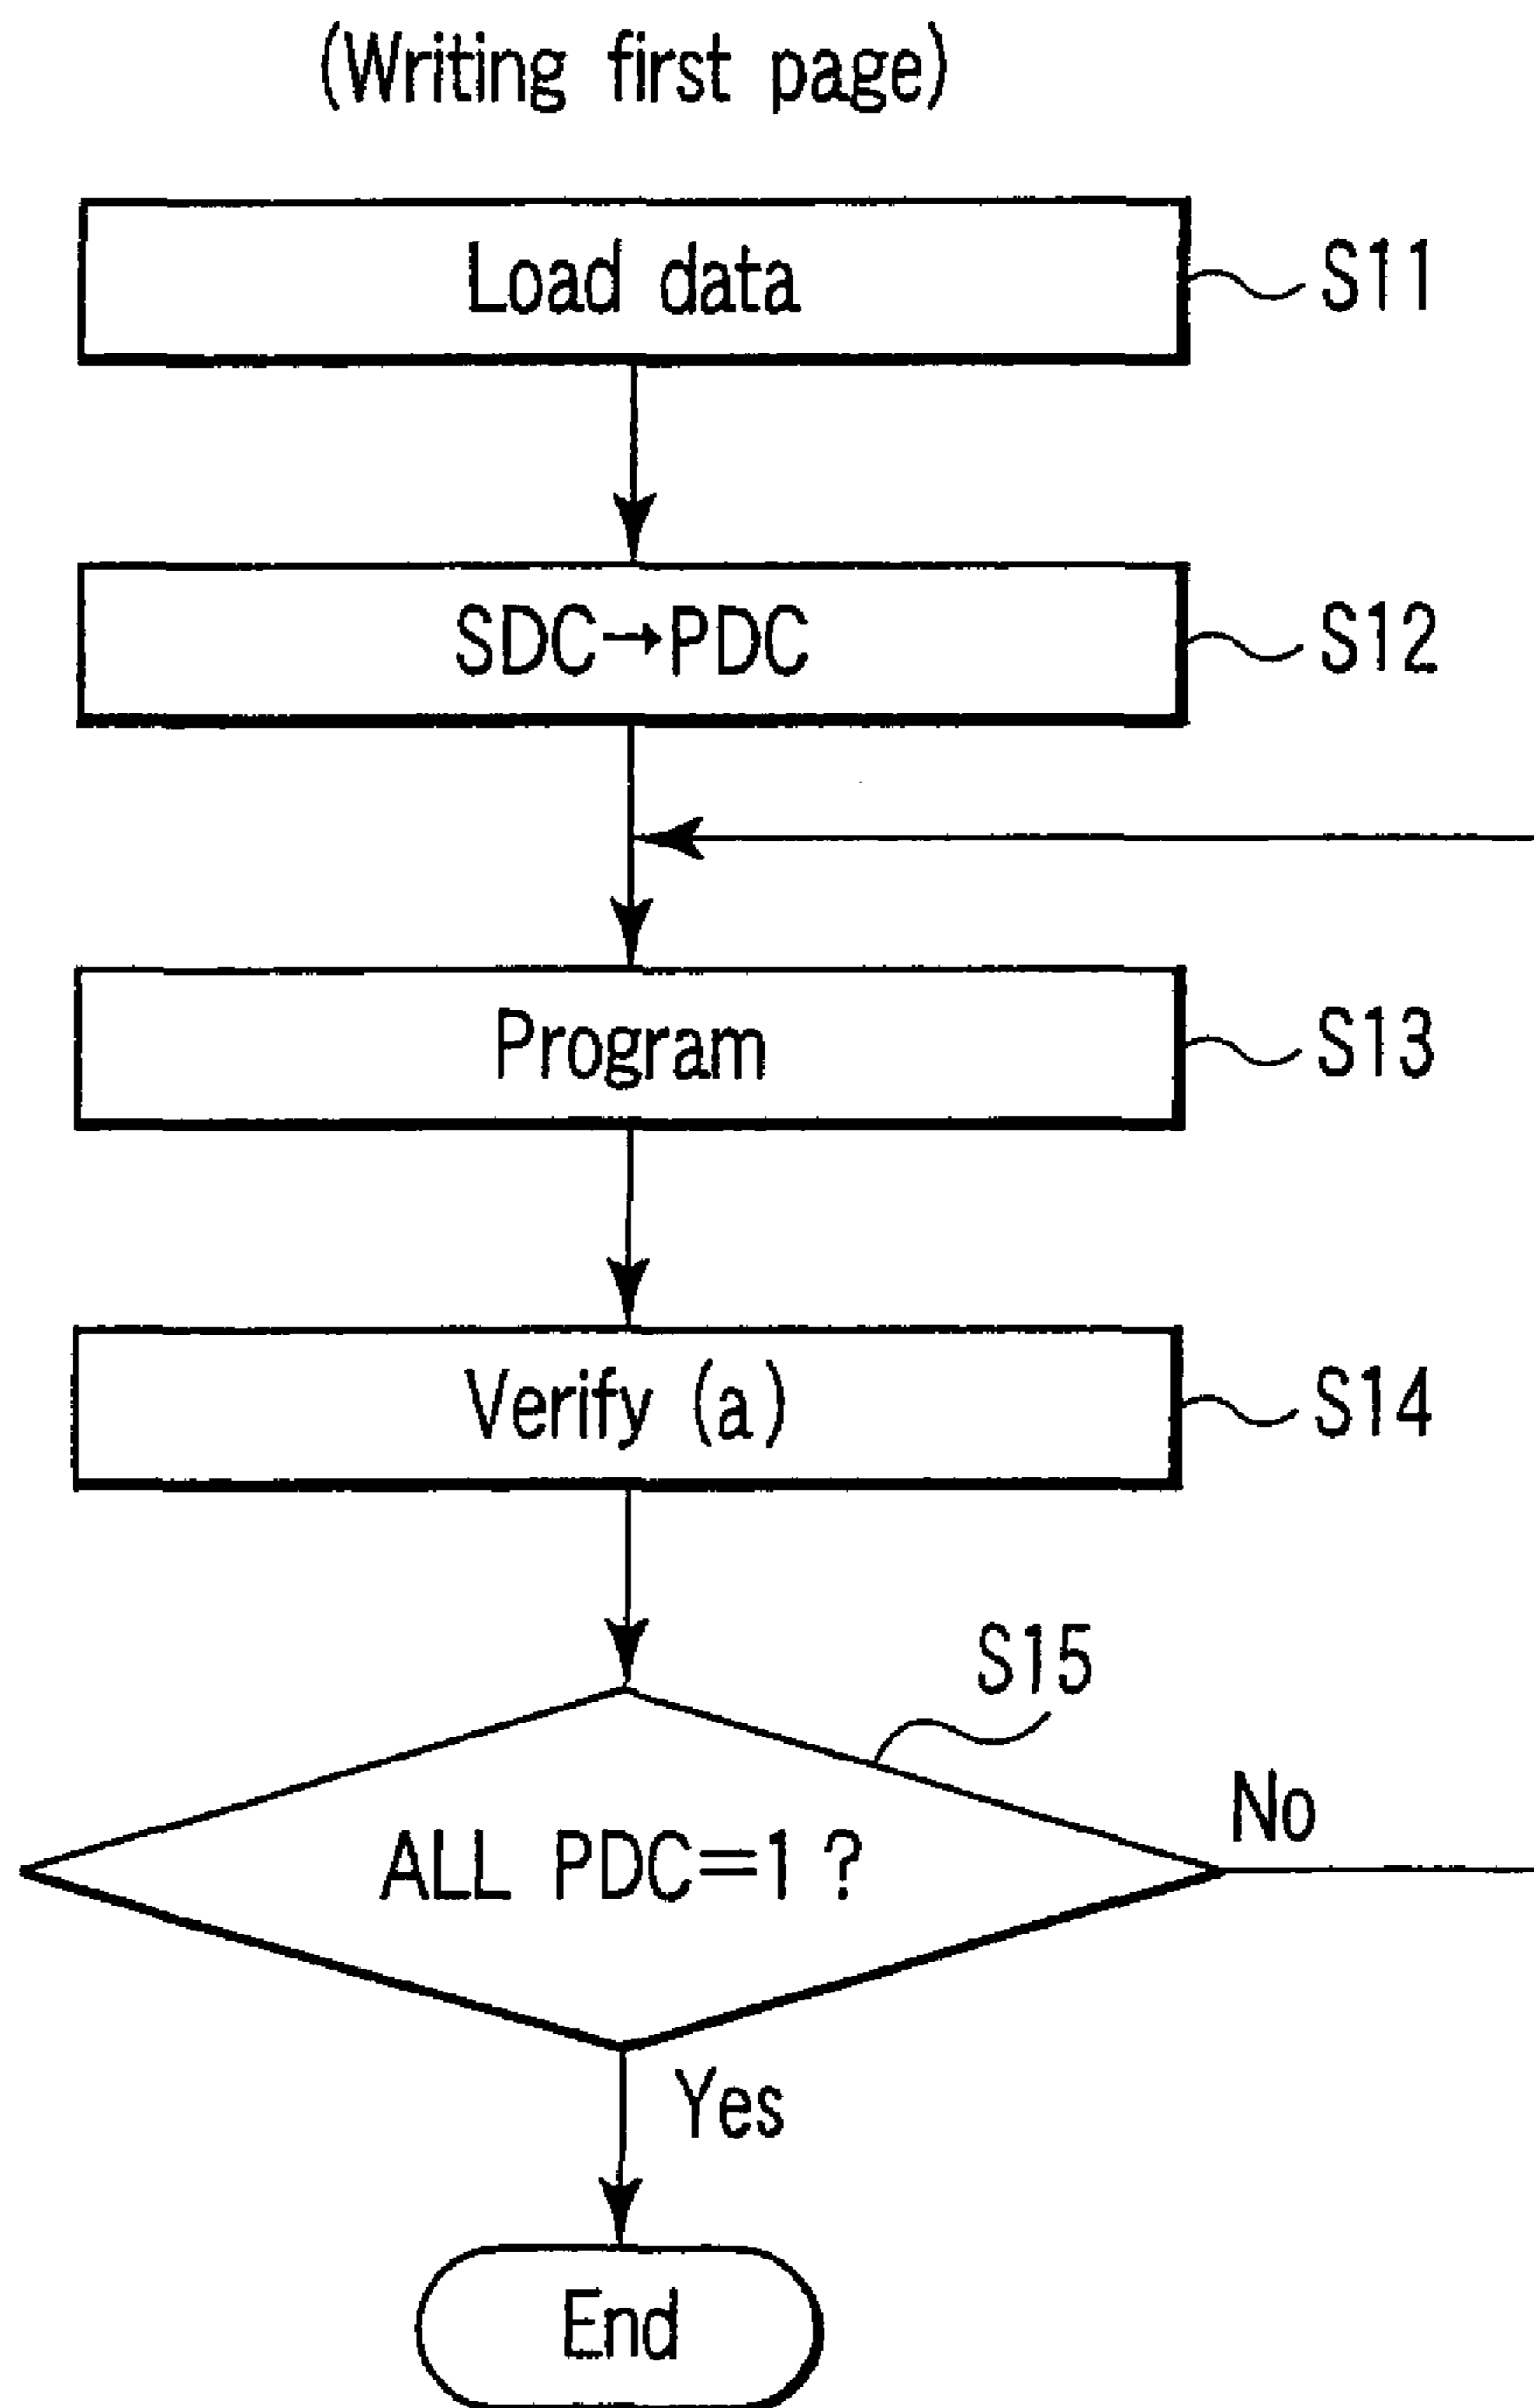 (Writing first page)
Load data
S11
SDC→PDC
S12
Program
S13
Verify (a)
S14
S15
ALL PDC=1 ?
No
Yes
End